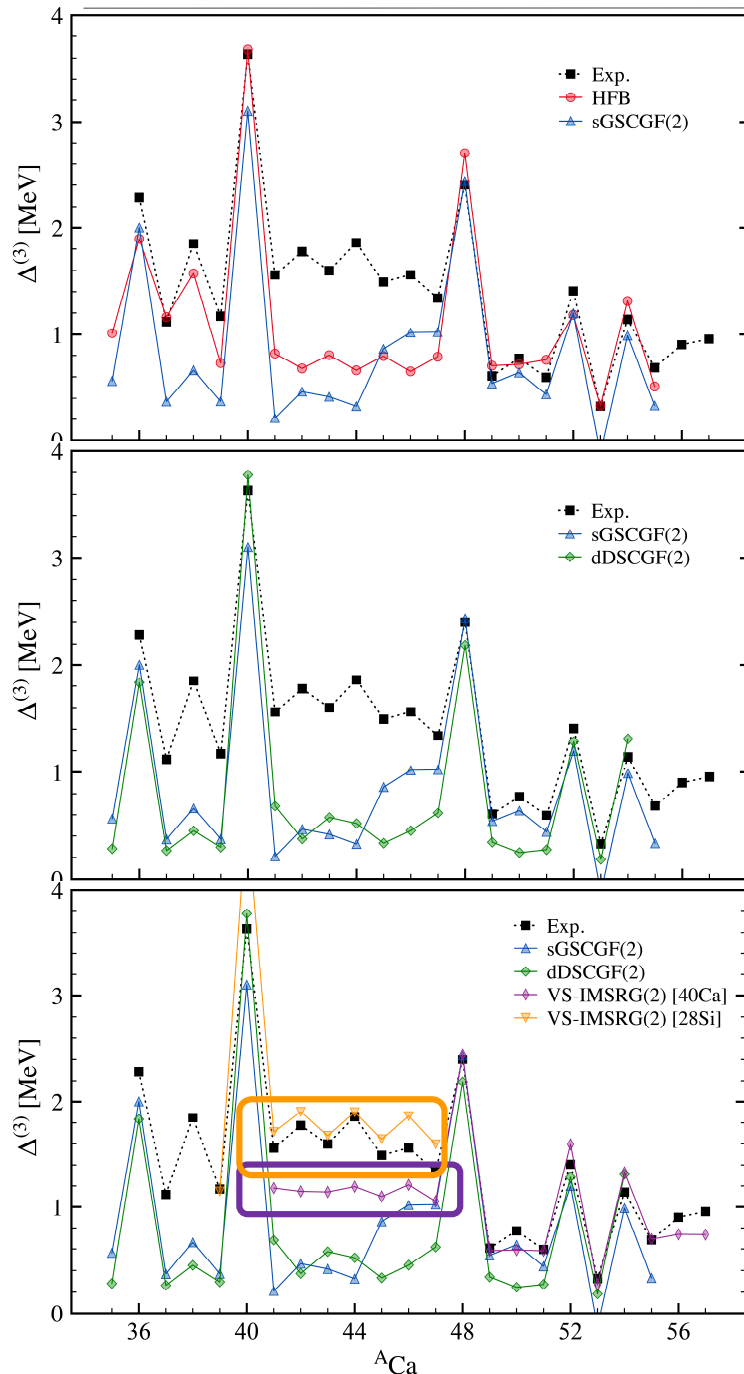 4
3
2
1
0
Δ(3) [MeV]
Exp.
HFB
sGSCGF(2)
4
3
2
1
0
Δ(3) [MeV]
Exp.
sGSCGF(2)
dDSCGF(2)
4
3
2
1
0
Δ(3) [MeV]
Exp.
sGSCGF(2)
dDSCGF(2)
VS-IMSRG(2) [40Ca]
VS-IMSRG(2) [28Si]
36 40 44 48 52 56
ACa